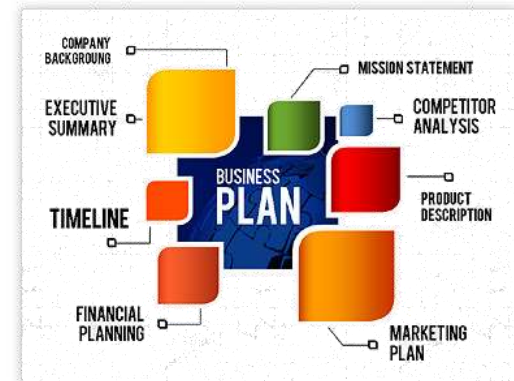 COMPANY
BACKGROUNG
MISSION STATEMENT
EXECUTIVE
SUMMARY
COMPETITOR
ANALYSIS
BUSINESS
PLAN
TIMELINE
PRODUCT
DESCRIPTION
FINANCIAL
PLANNING
MARKETING
PLAN